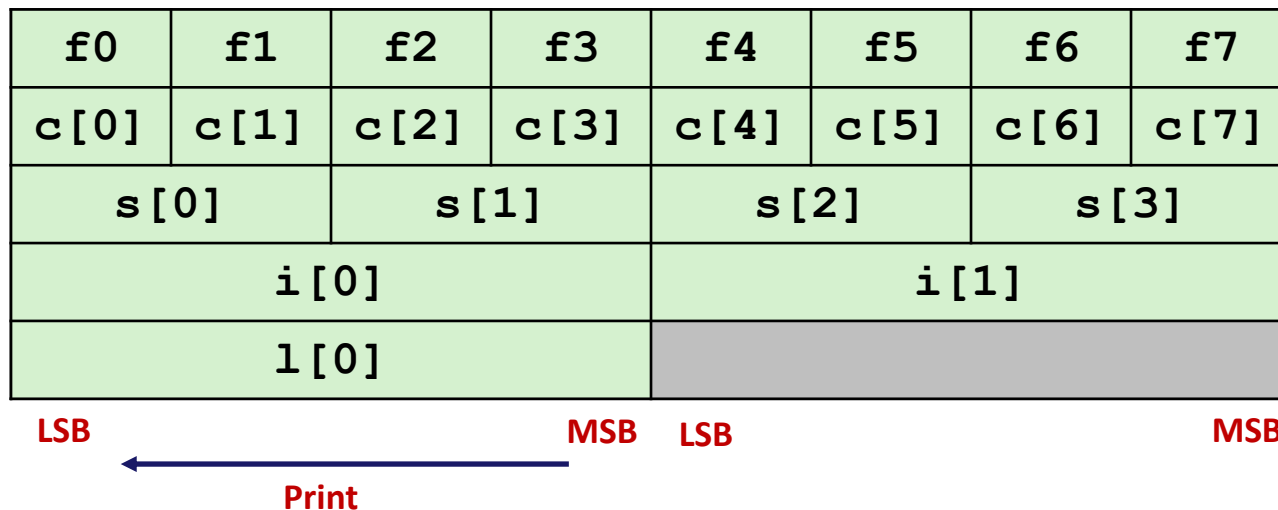 f0 f1 f2 f3 f4 f5 f6 f7
c[0] c[1] c[2] c[3] c[4] c[5] c[6] c[7]
s[0] s[1] s[2] s[3]
i[0] i[1]
l[0]
LSB MSB LSB MSB
Print